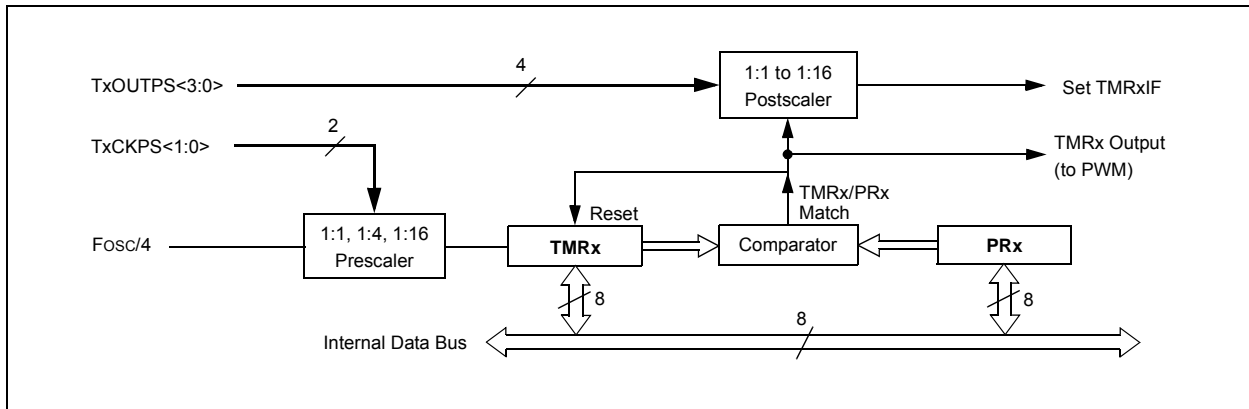 TxOUTPS<3:0>
4
1:1 to 1:16
Postscaler
Set TMRxIF
TxCKPS<1:0>
2
TMRx Output
(to PWM)
TMRx/PRx
Match
Reset
FOSC/4
1:1, 1:4, 1:16
Prescaler
TMRx
Comparator
PRx
8
8
8
Internal Data Bus